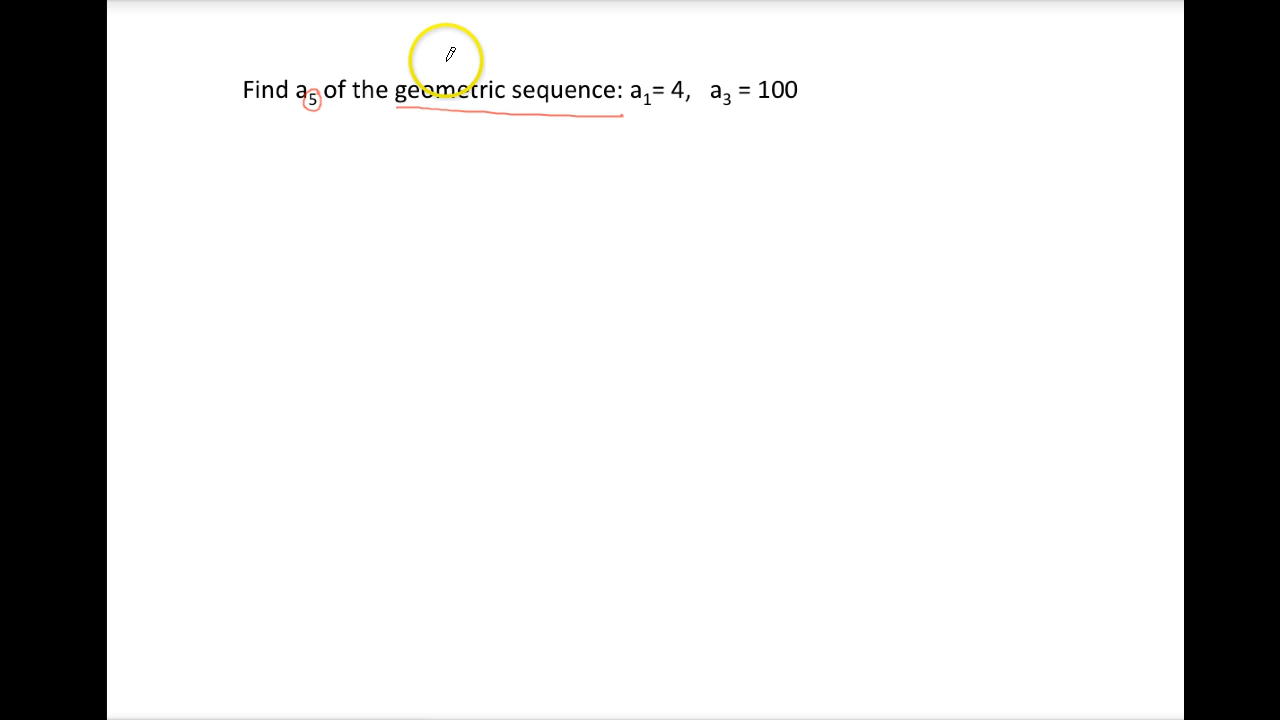 Find a₅ of the geometric sequence: a₁= 4, a₃ = 100